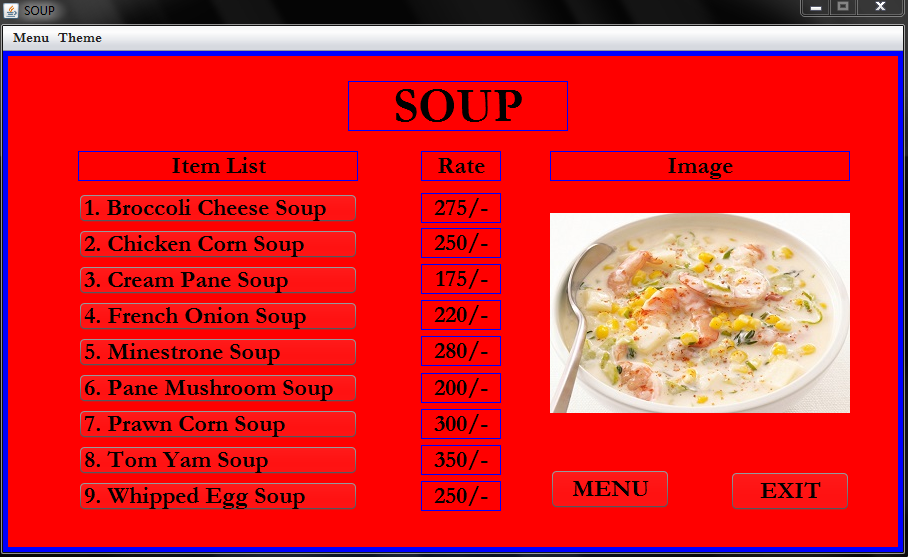 SOUP
Menu Theme
SOUP
Item List Rate Image
1. Broccoli Cheese Soup 275/-
2. Chicken Corn Soup 250/-
3. Cream Pane Soup 175/-
4. French Onion Soup 220/-
5. Minestrone Soup 280/-
6. Pane Mushroom Soup 200/-
7. Prawn Corn Soup 300/-
8. Tom Yam Soup 350/-
9. Whipped Egg Soup 250/-
MENU EXIT